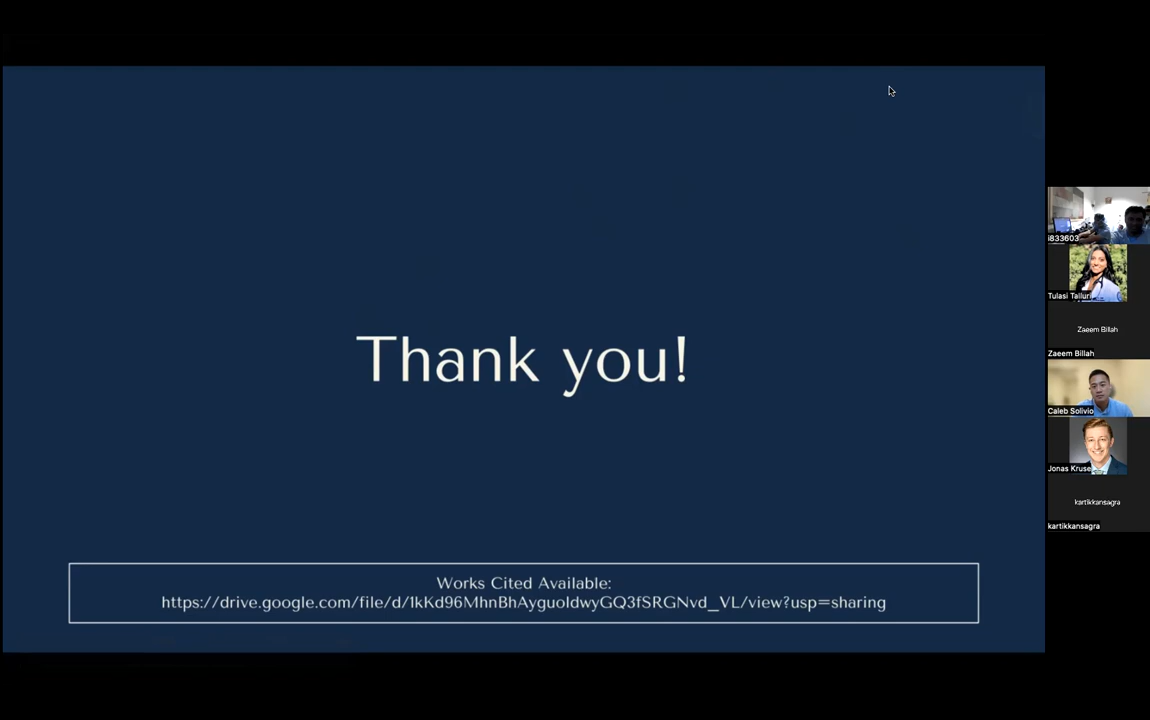 Thank you!
Works Cited Available:
https://drive.google.com/file/d/1kKd96MhnBhAyguoldwyGQ3fSRGNvd_VL/view?usp=sharing
i833603
Tulasi Talluri
Zaeem Billah
Zaeem Billah
Caleb Solivio
Jonas Kruse
kartikkansagra
kartikkansagra